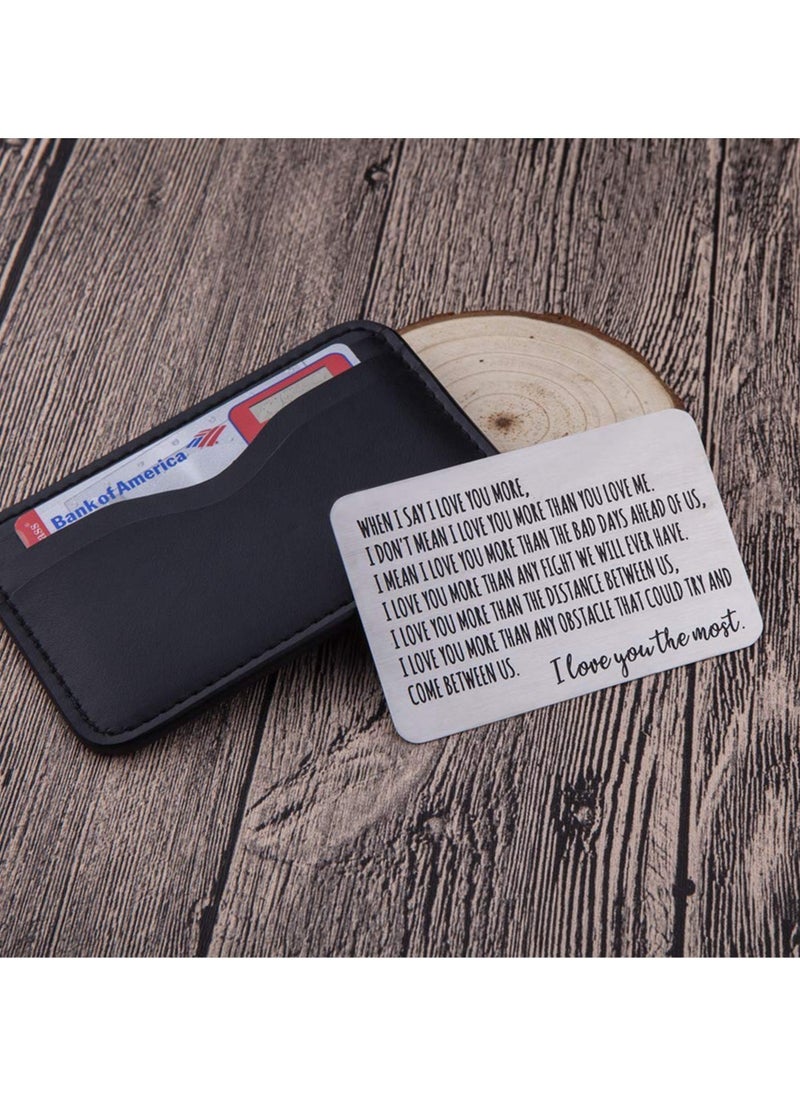 Bank of America
ass
WHEN I SAY I LOVE YOU MORE,
I DON'T MEAN I LOVE YOU MORE THAN YOU LOVE ME.
I MEAN I LOVE YOU MORE THAN THE BAD DAYS AHEAD OF US,
I LOVE YOU MORE THAN ANY FIGHT WE WILL EVER HAVE.
I LOVE YOU MORE THAN THE DISTANCE BETWEEN US,
I LOVE YOU MORE THAN ANY OBSTACLE THAT COULD TRY AND
COME BETWEEN US. I love you the most.